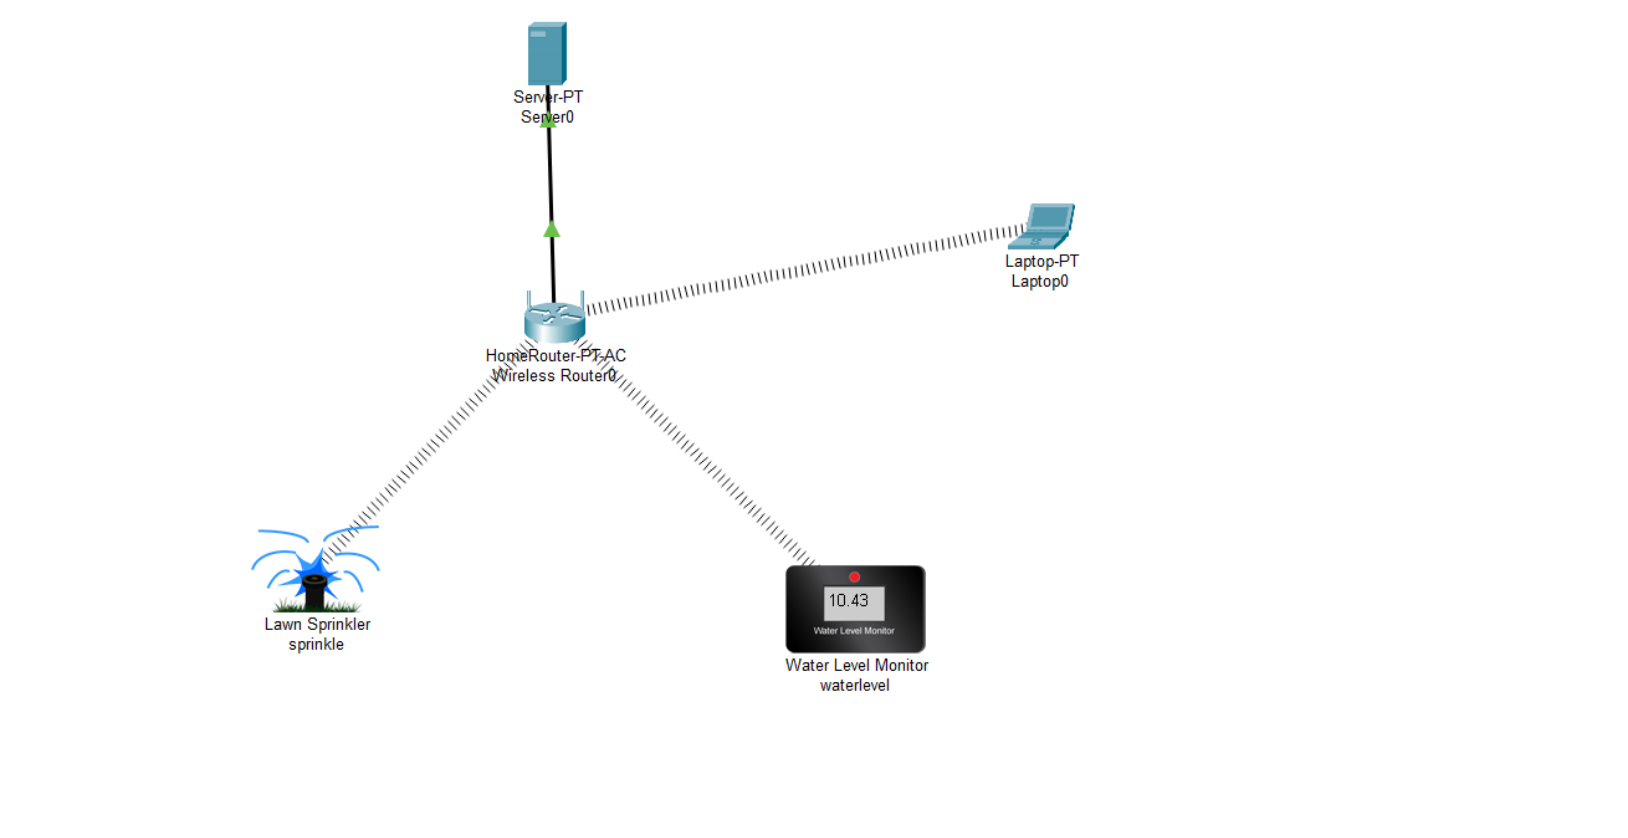 Server-PT
Server0
Laptop-PT
Laptop0
HomeRouter-PT-AC
Wireless Router0
10.43
Water Level Monitor
Lawn Sprinkler
sprinkle
Water Level Monitor
waterlevel